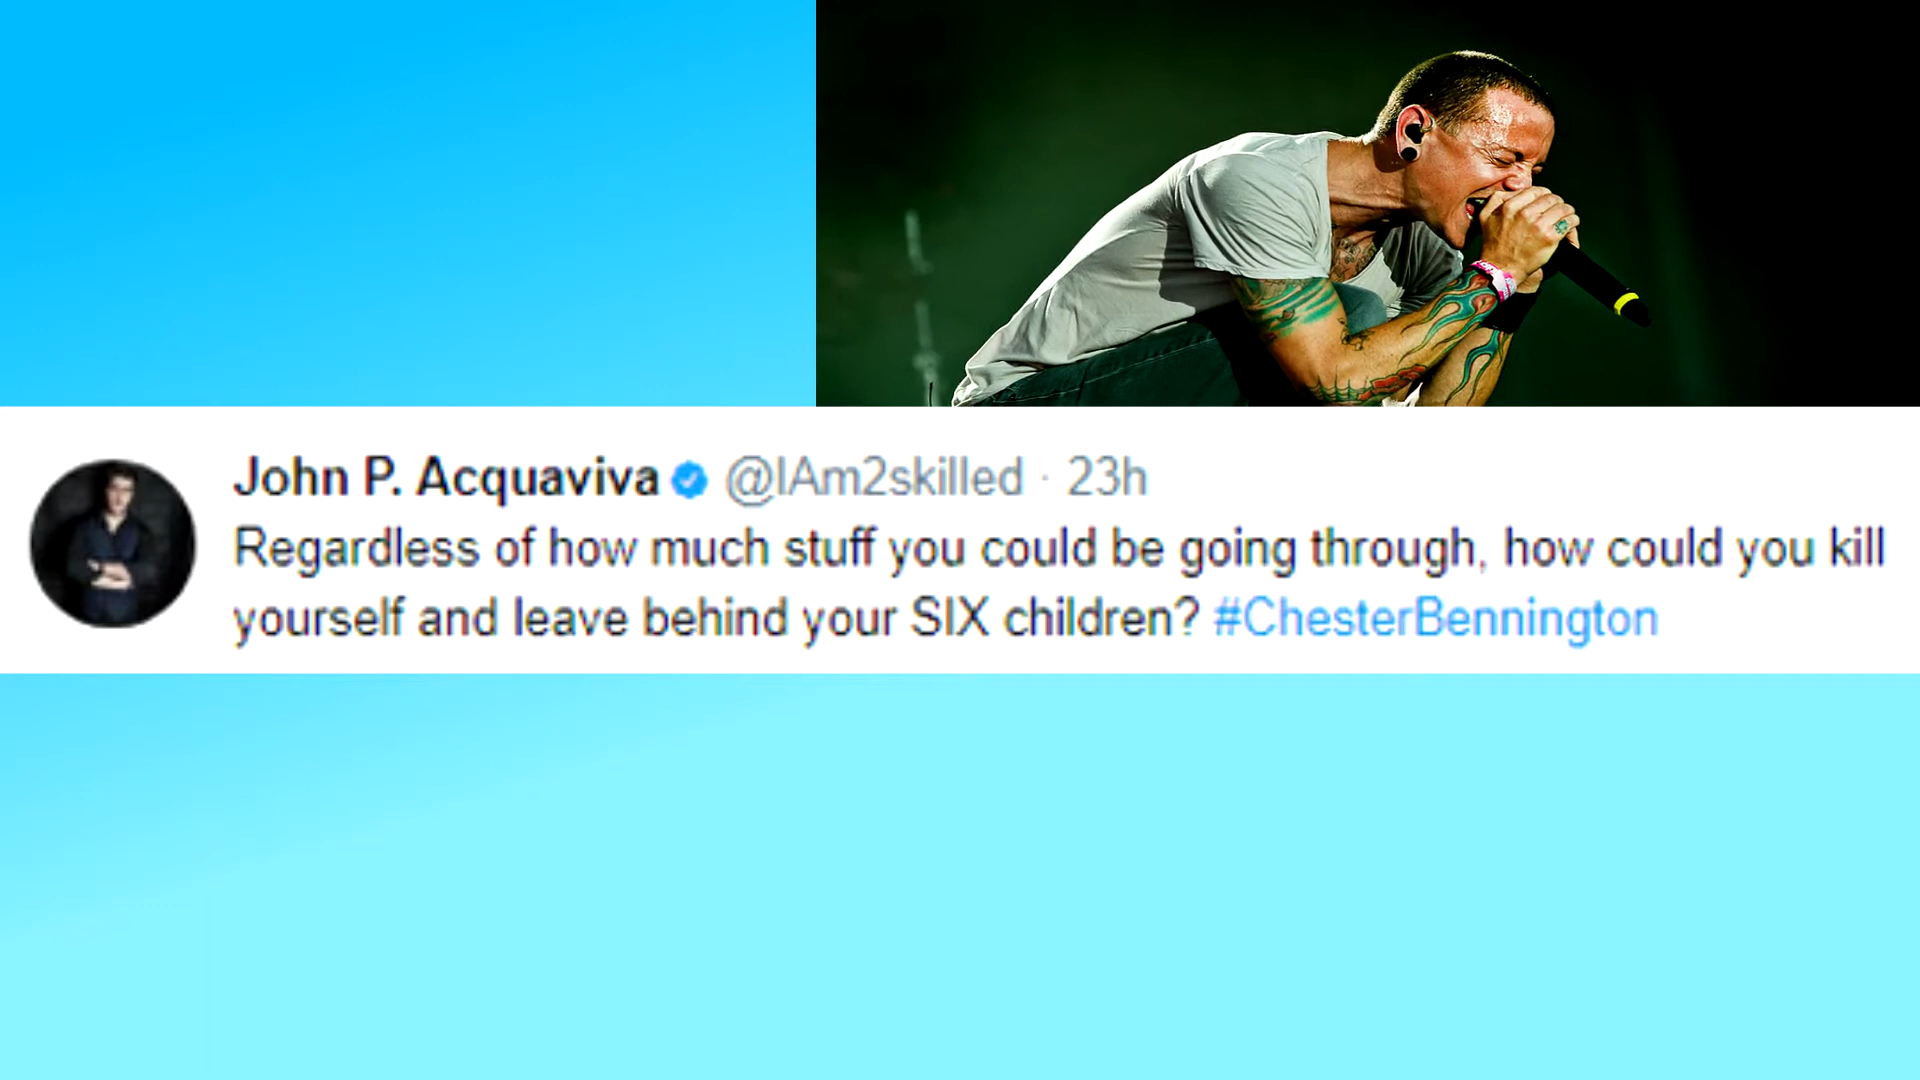 John P. Acquaviva @IAm2skilled · 23h
Regardless of how much stuff you could be going through, how could you kill
yourself and leave behind your SIX children? #ChesterBennington